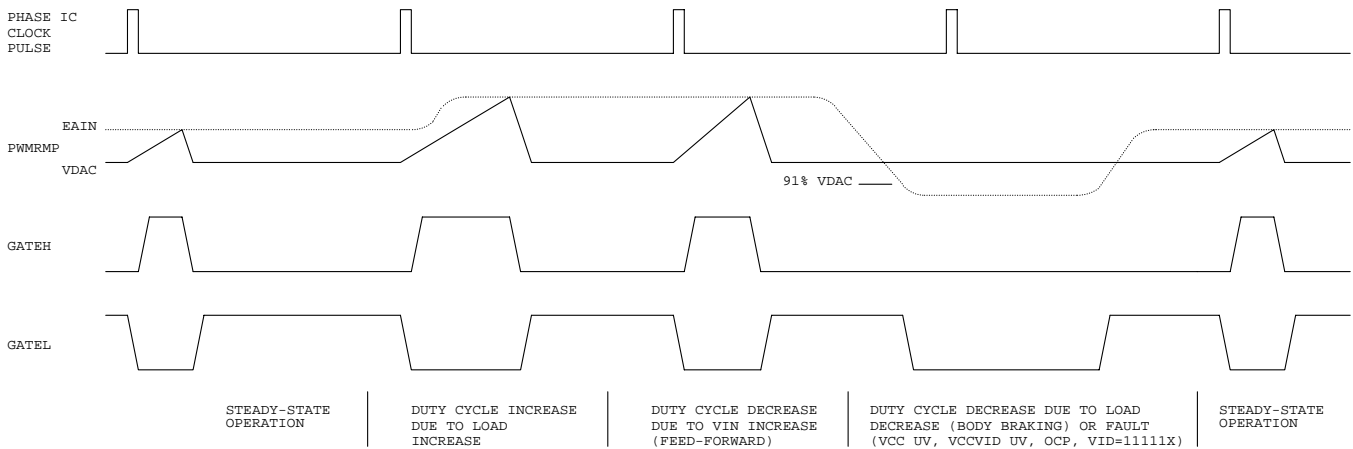 PHASE IC
CLOCK
PULSE
EAIN
PWMRMP
VDAC
91% VDAC
GATEH
GATEL
STEADY-STATE
OPERATION
DUTY CYCLE INCREASE
DUE TO LOAD
INCREASE
DUTY CYCLE DECREASE
DUE TO VIN INCREASE
(FEED-FORWARD)
DUTY CYCLE DECREASE DUE TO LOAD
DECREASE (BODY BRAKING) OR FAULT
(VCC UV, VCCVID UV, OCP, VID=11111X)
STEADY-STATE
OPERATION